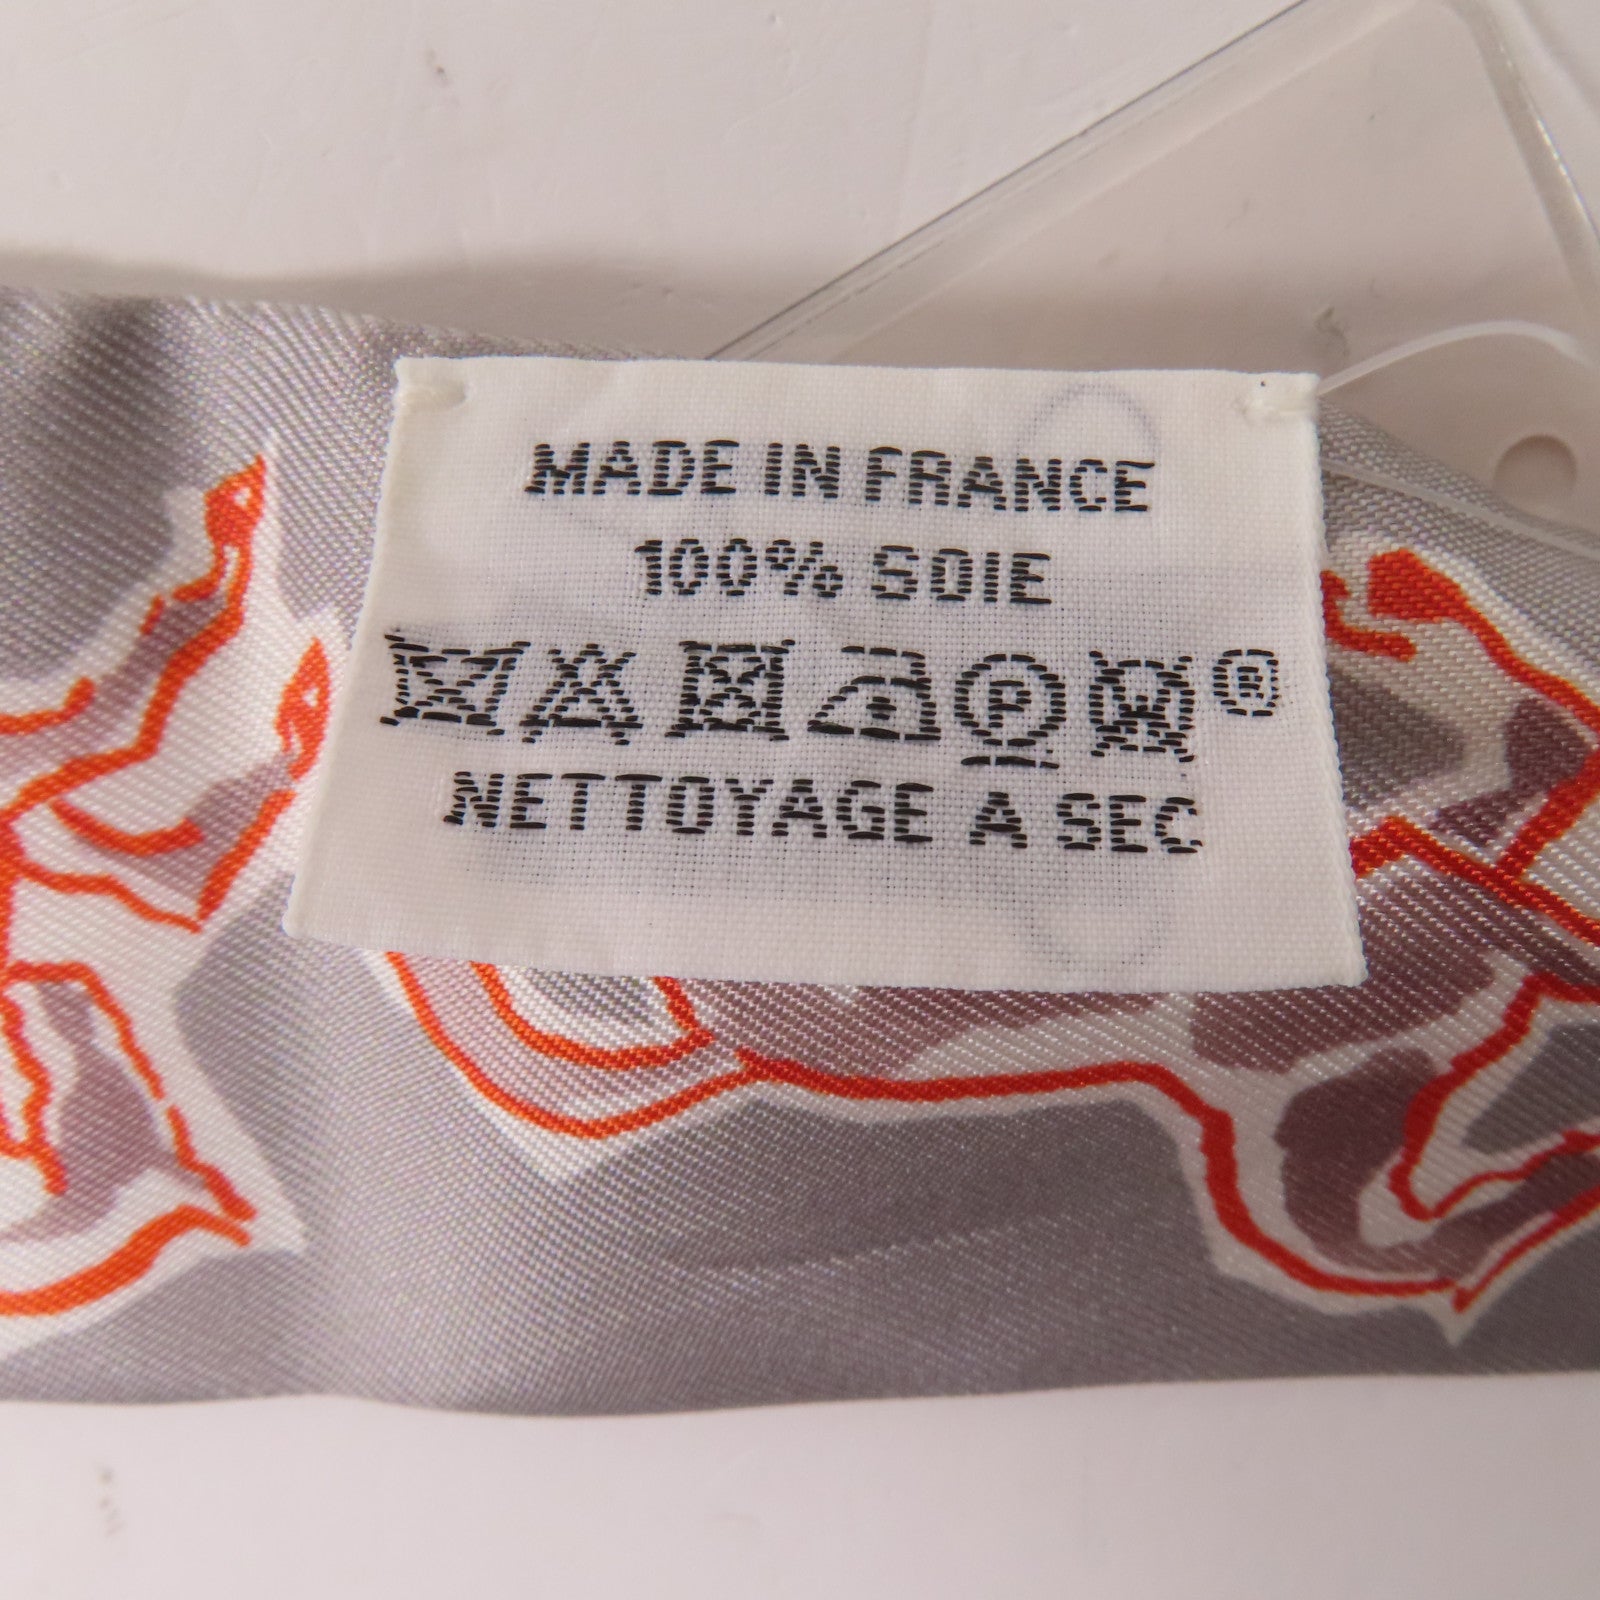 MADE IN FRANCE
100% SOIE
P ®
NETTOYAGE A SEC